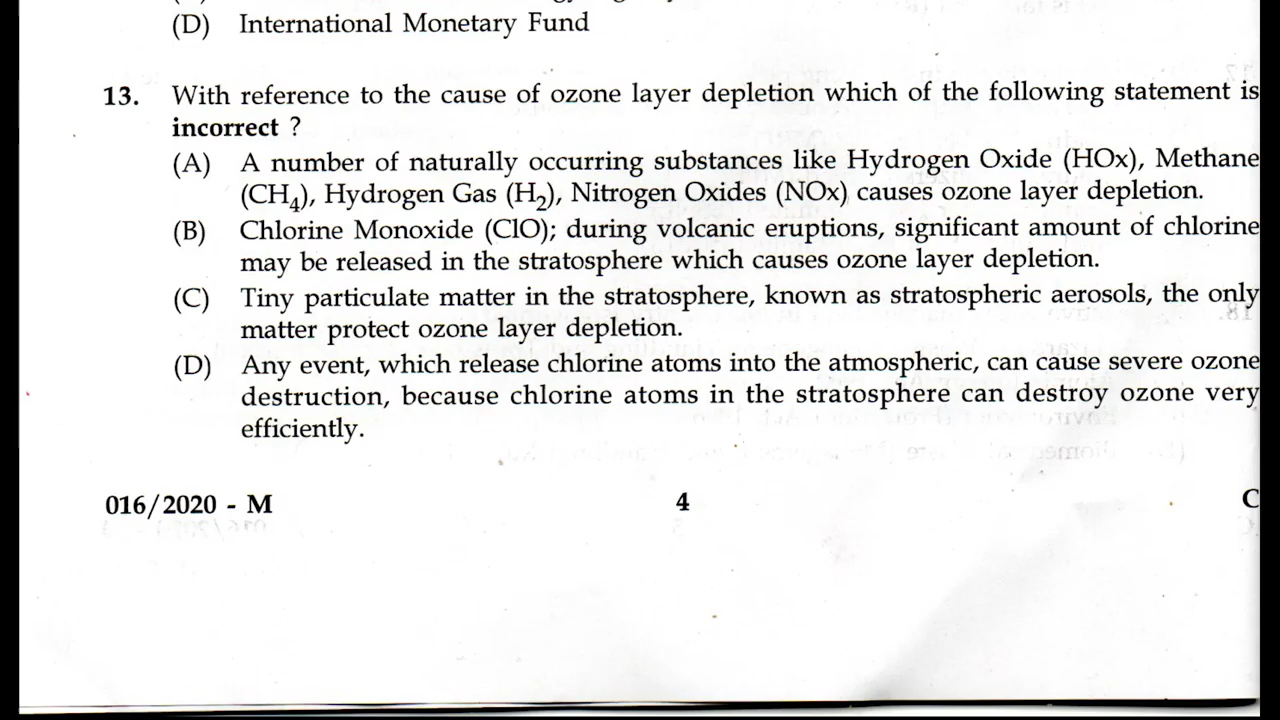 (D) International Monetary Fund
13. With reference to the cause of ozone layer depletion which of the following statement is
incorrect ?
(A) A number of naturally occurring substances like Hydrogen Oxide (HOx), Methane
(CH₄), Hydrogen Gas (H₂), Nitrogen Oxides (NOx) causes ozone layer depletion.
(B) Chlorine Monoxide (ClO); during volcanic eruptions, significant amount of chlorine
may be released in the stratosphere which causes ozone layer depletion.
(C) Tiny particulate matter in the stratosphere, known as stratospheric aerosols, the only
matter protect ozone layer depletion.
(D) Any event, which release chlorine atoms into the atmospheric, can cause severe ozone
destruction, because chlorine atoms in the stratosphere can destroy ozone very
efficiently.
016/2020 - M 4 C